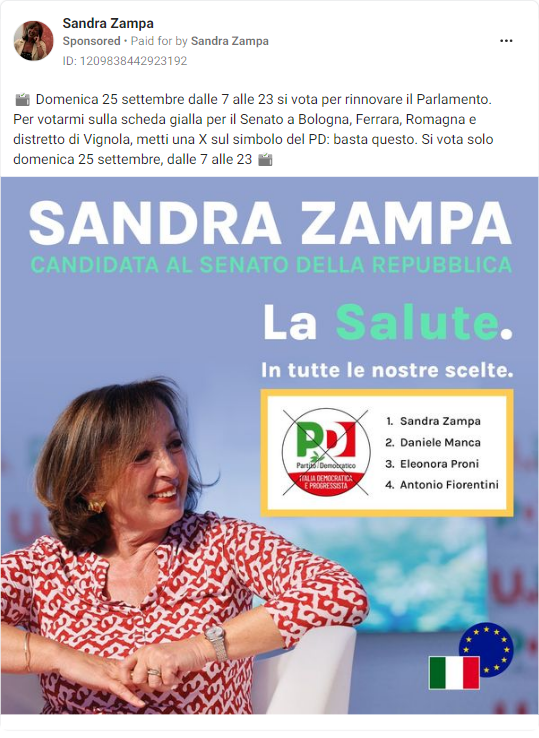 Sandra Zampa
Sponsored • Paid for by Sandra Zampa
ID: 1209838442923192
Domenica 25 settembre dalle 7 alle 23 si vota per rinnovare il Parlamento.
Per votarmi sulla scheda gialla per il Senato a Bologna, Ferrara, Romagna e
distretto di Vignola, metti una X sul simbolo del PD: basta questo. Si vota solo
domenica 25 settembre, dalle 7 alle 23
SANDRA ZAMPA
CANDIDATA AL SENATO DELLA REPUBBLICA
La Salute.
In tutte le nostre scelte.
PD
Partito Democratico
ITALIA DEMOCRATICA
E PROGRESSISTA
1. Sandra Zampa
2. Daniele Manca
3. Eleonora Proni
4. Antonio Fiorentini